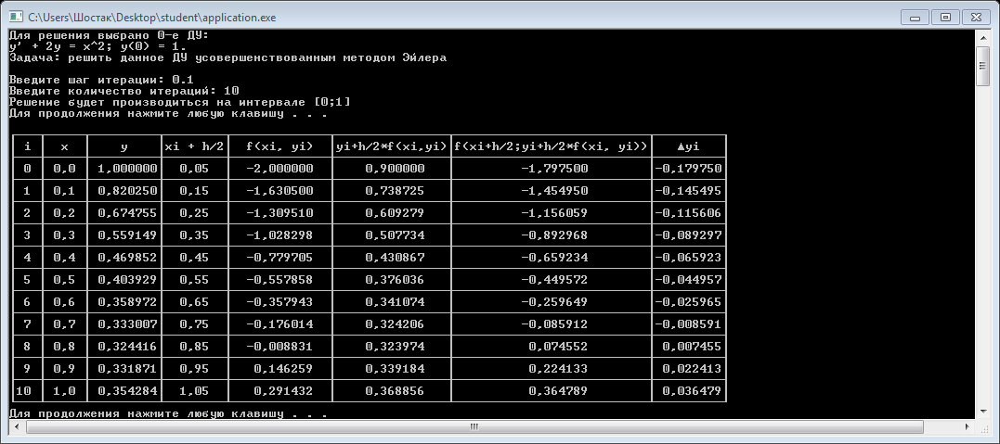 C:\Users\Шостак\Desktop\student\application.exe
Для решения выбрано 0-е ДУ:
y' + 2y = x^2; y(0) = 1.
Задача: решить данное ДУ усовершенствованным методом Эйлера
Введите шаг итерации: 0.1
Введите количество итераций: 10
Решение будет производиться на интервале [0;1]
Для продолжения нажмите любую клавишу . . .
i x y xi + h/2 f(xi, yi) yi+h/2*f(xi,yi) f(xi+h/2;yi+h/2*f(xi, yi)) ▲yi
0 0,0 1,000000 0,05 -2,000000 0,900000 -1,797500 -0,179750
1 0,1 0,820250 0,15 -1,630500 0,738725 -1,454950 -0,145495
2 0,2 0,674755 0,25 -1,309510 0,609279 -1,156059 -0,115606
3 0,3 0,559149 0,35 -1,028298 0,507734 -0,892968 -0,089297
4 0,4 0,469852 0,45 -0,779705 0,430867 -0,659234 -0,065923
5 0,5 0,403929 0,55 -0,557858 0,376036 -0,449572 -0,044957
6 0,6 0,358972 0,65 -0,357943 0,341074 -0,259649 -0,025965
7 0,7 0,333007 0,75 -0,176014 0,324206 -0,085912 -0,008591
8 0,8 0,324416 0,85 -0,008831 0,323974 0,074552 0,007455
9 0,9 0,331871 0,95 0,146259 0,339184 0,224133 0,022413
10 1,0 0,354284 1,05 0,291432 0,368856 0,364789 0,036479
Для продолжения нажмите любую клавишу . . .